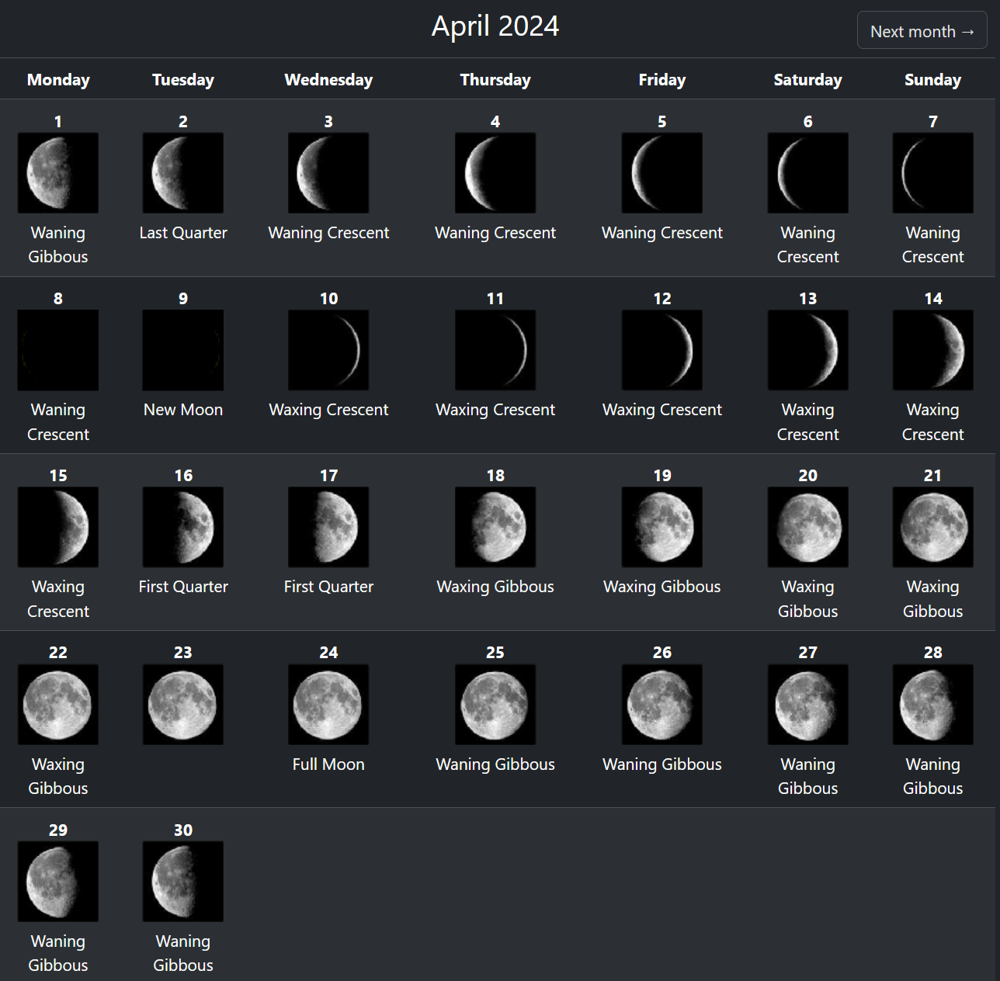 April 2024
Next month →
Monday Tuesday Wednesday Thursday Friday Saturday Sunday
1 2 3 4 5 6 7
Waning Last Quarter Waning Crescent Waning Crescent Waning Crescent Waning Waning
Gibbous Crescent Crescent
8 9 10 11 12 13 14
Waning New Moon Waxing Crescent Waxing Crescent Waxing Crescent Waxing Waxing
Crescent Crescent Crescent
15 16 17 18 19 20 21
Waxing First Quarter First Quarter Waxing Gibbous Waxing Gibbous Waxing Waxing
Crescent Gibbous Gibbous
22 23 24 25 26 27 28
Waxing Full Moon Waning Gibbous Waning Gibbous Waning Waning
Gibbous Gibbous Gibbous
29 30
Waning Waning
Gibbous Gibbous